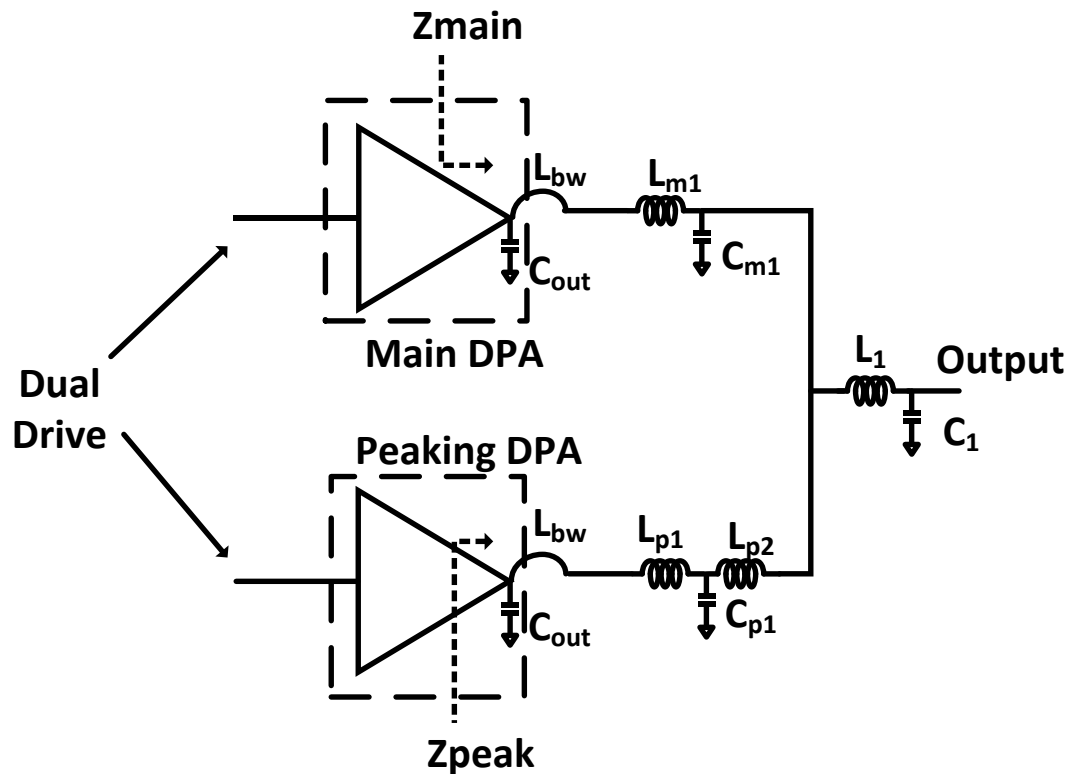 Zmain
Lbw
Lm1
Cout
Cm1
Main DPA
Dual
Drive
L1
Output
C1
Peaking DPA
Lbw
Lp1
Lp2
Cout
Cp1
Zpeak